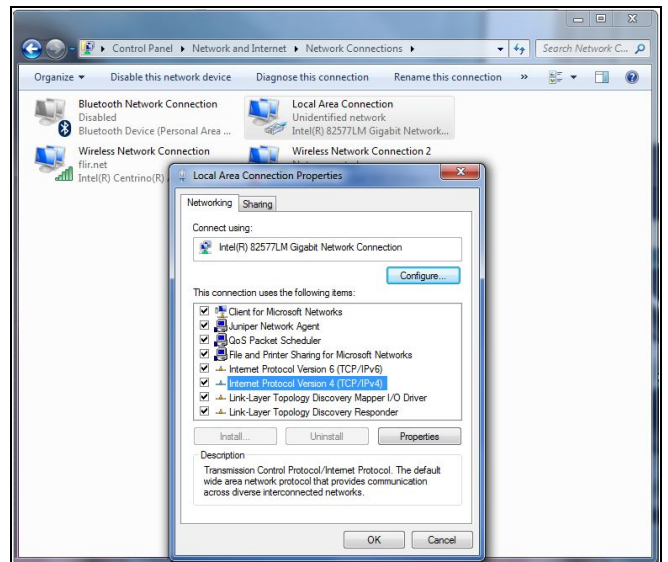 Control Panel Network and Internet Network Connections
Search Network C...
Organize Disable this network device Diagnose this connection Rename this connection »
Bluetooth Network Connection
Disabled
Bluetooth Device (Personal Area ...
Local Area Connection
Unidentified network
Intel(R) 82577LM Gigabit Network...
Wireless Network Connection
flir.net
Intel(R) Centrino(R)
Wireless Network Connection 2
Local Area Connection Properties
Networking
Sharing
Connect using:
Intel(R) 82577LM Gigabit Network Connection
Configure...
This connection uses the following items:
Client for Microsoft Networks
Juniper Network Agent
QoS Packet Scheduler
File and Printer Sharing for Microsoft Networks
Internet Protocol Version 6 (TCP/IPv6)
Internet Protocol Version 4 (TCP/IPv4)
Link-Layer Topology Discovery Mapper I/O Driver
Link-Layer Topology Discovery Responder
Install...
Uninstall
Properties
Description
Transmission Control Protocol/Internet Protocol. The default
wide area network protocol that provides communication
across diverse interconnected networks.
OK
Cancel